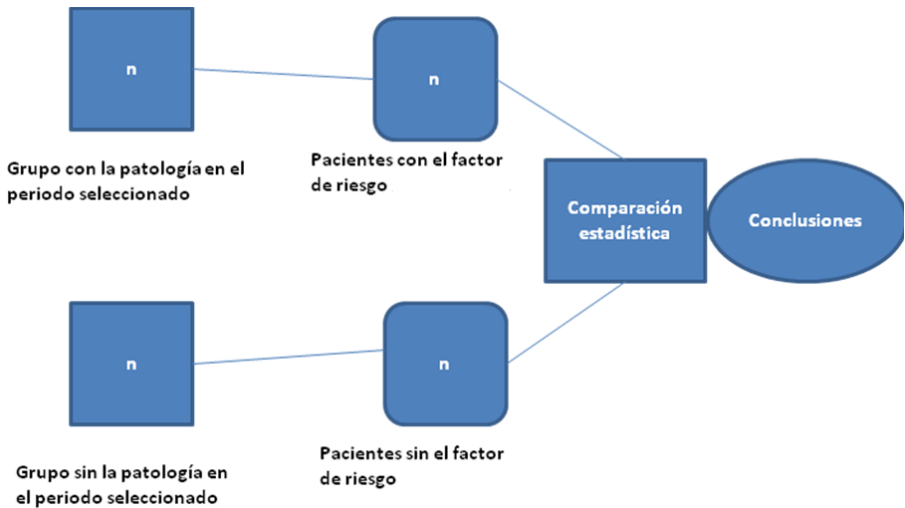 n
Grupo con la patología en el
periodo seleccionado
n
Pacientes con el factor
de riesgo
Comparación
estadística
Conclusiones
n
Grupo sin la patología en
el periodo seleccionado
n
Pacientes sin el factor
de riesgo